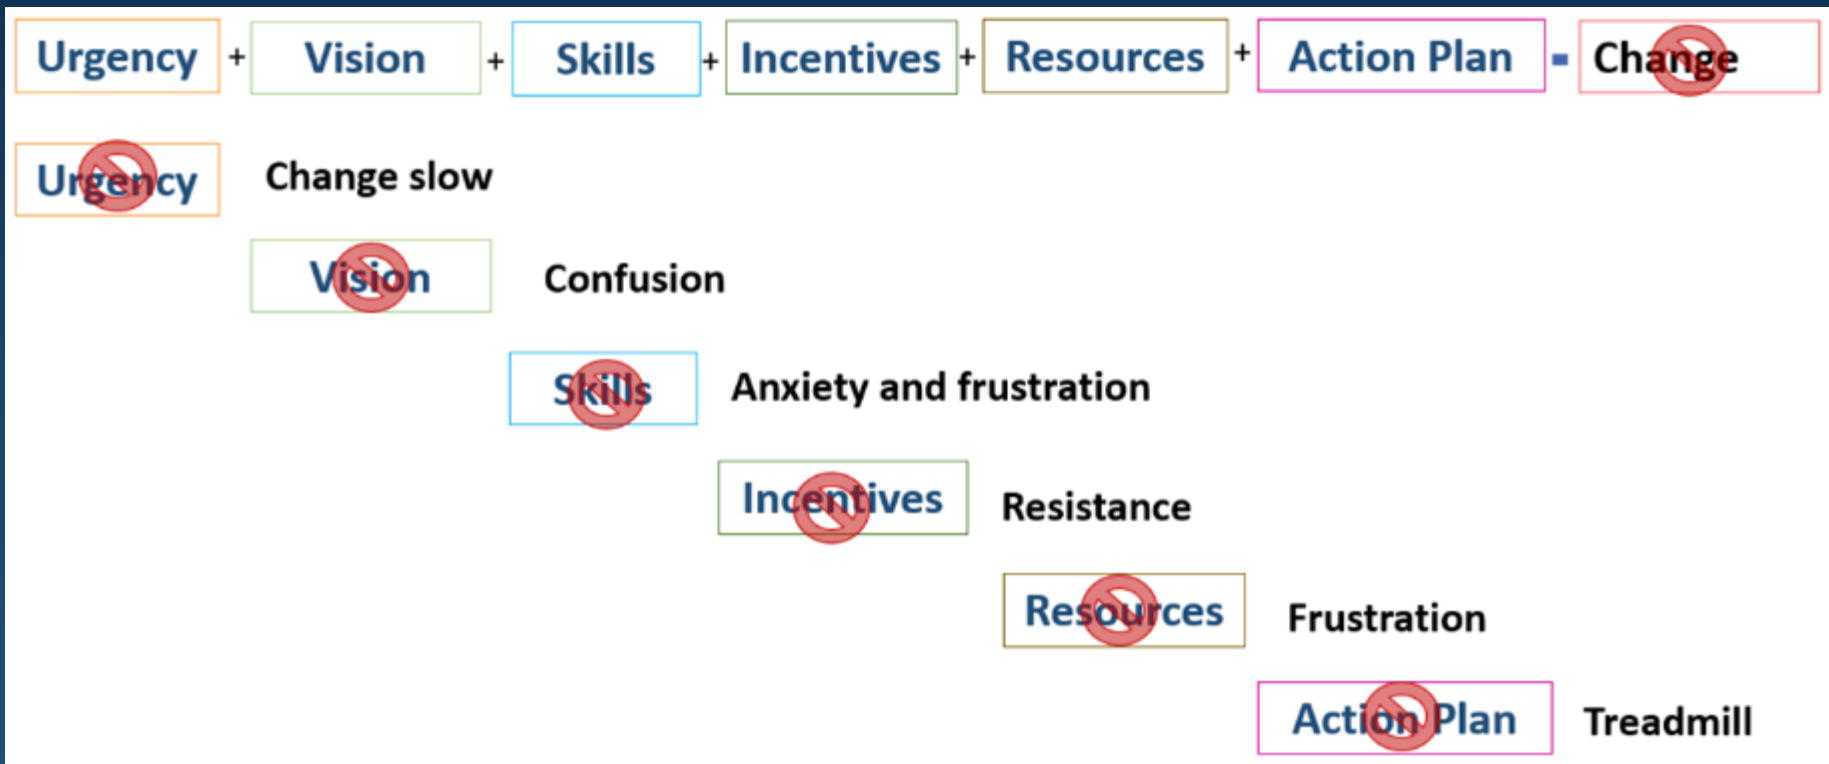 Urgency + Vision + Skills + Incentives + Resources + Action Plan = Change
Urgency Change slow
Vision Confusion
Skills Anxiety and frustration
Incentives Resistance
Resources Frustration
Action Plan Treadmill